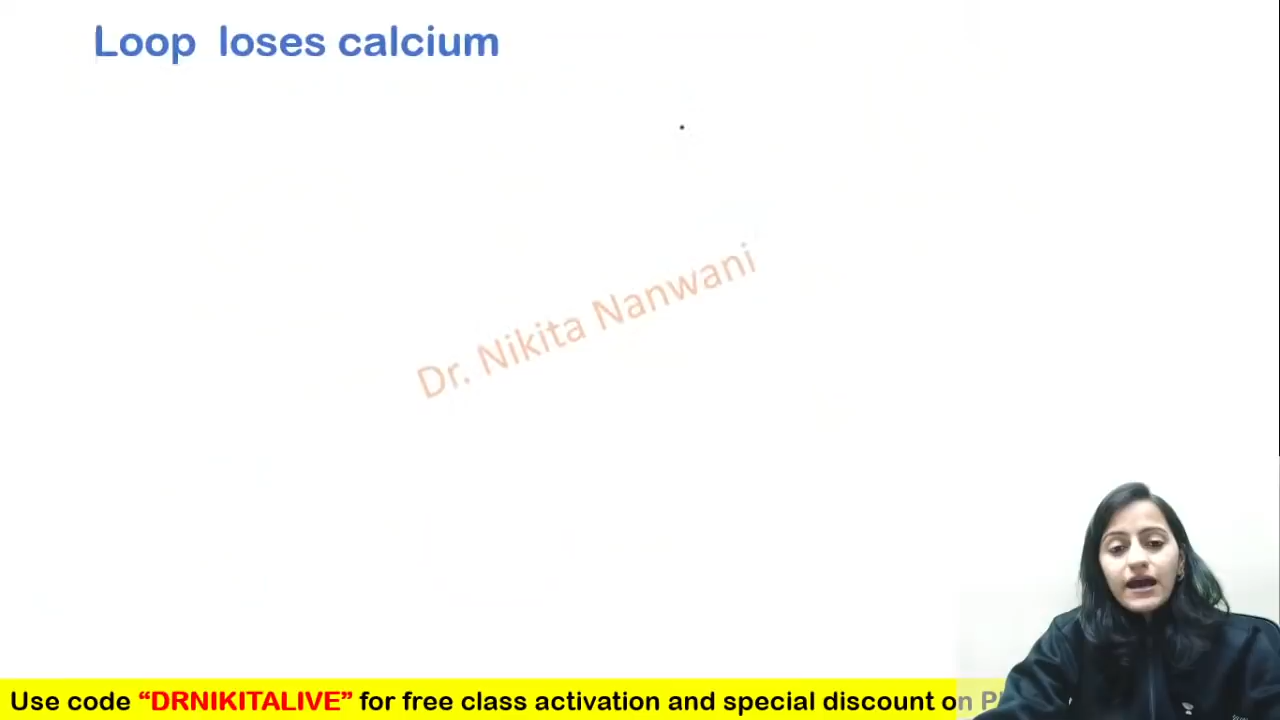 Loop loses calcium
Dr. Nikita Nanwani
Use code “DRNIKITALIVE” for free class activation and special discount on